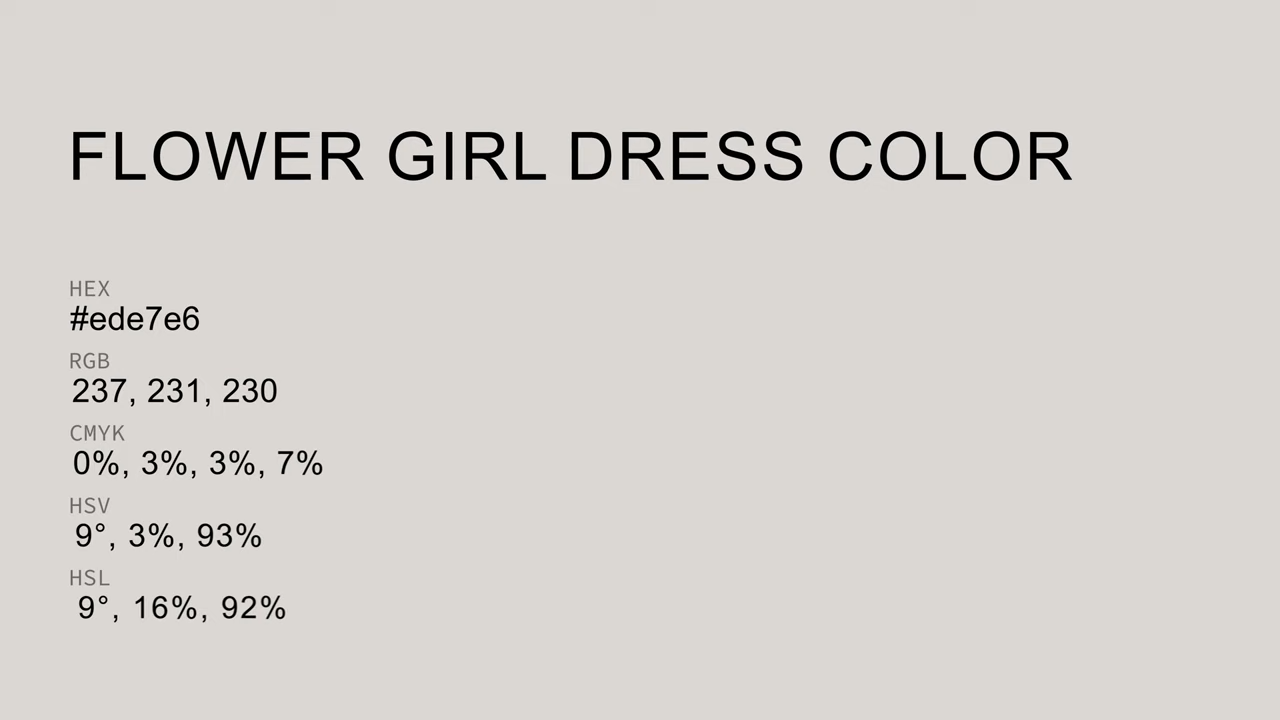 FLOWER GIRL DRESS COLOR
HEX
#ede7e6
RGB
237, 231, 230
CMYK
0%, 3%, 3%, 7%
HSV
9°, 3%, 93%
HSL
9°, 16%, 92%